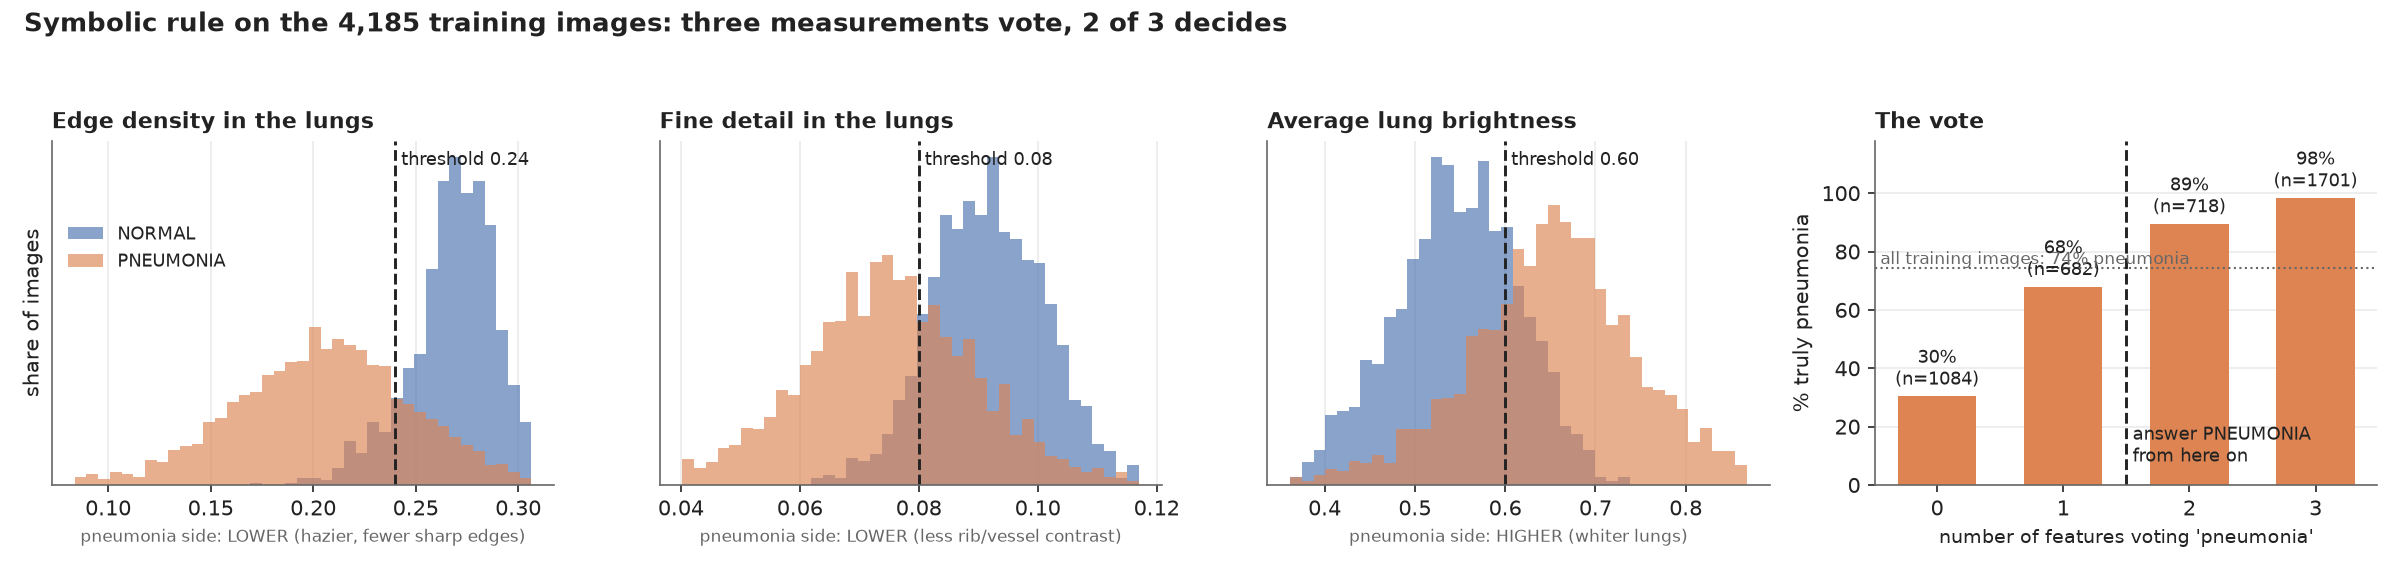 Symbolic rule on the 4,185 training images: three measurements vote, 2 of 3 decides
Edge density in the lungs
threshold 0.24
NORMAL
PNEUMONIA
share of images
0.10 0.15 0.20 0.25 0.30
pneumonia side: LOWER (hazier, fewer sharp edges)
Fine detail in the lungs
threshold 0.08
0.04 0.06 0.08 0.10 0.12
pneumonia side: LOWER (less rib/vessel contrast)
Average lung brightness
threshold 0.60
0.4 0.5 0.6 0.7 0.8
pneumonia side: HIGHER (whiter lungs)
The vote
% truly pneumonia
100
80
60
40
20
0
30%
(n=1084)
68%
(n=682)
89%
(n=718)
98%
(n=1701)
all training images: 74% pneumonia
answer PNEUMONIA
from here on
0 1 2 3
number of features voting 'pneumonia'